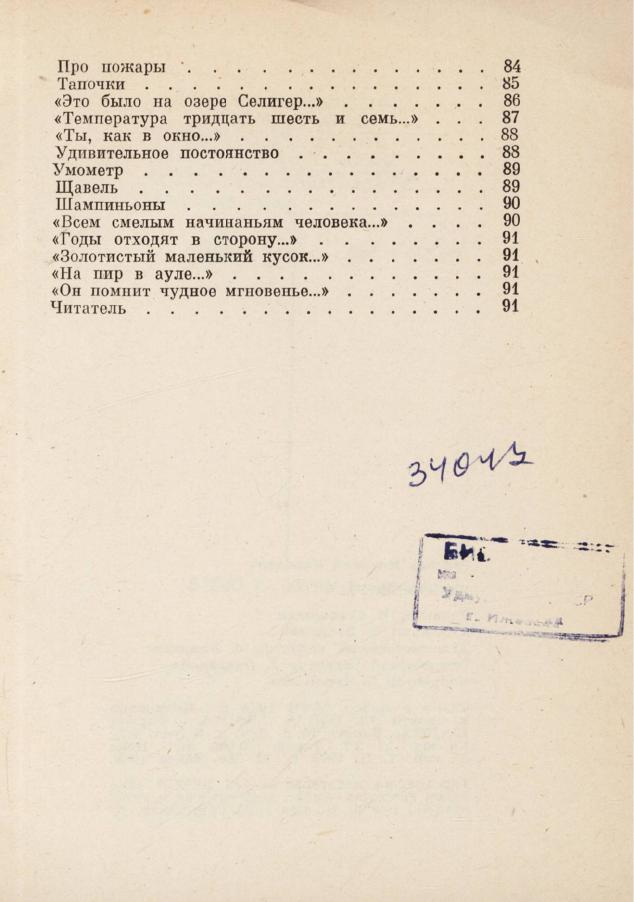 Про пожары . . . . . . . . . . . . . . 84
Тапочки . . . . . . . . . . . . . . . . 85
«Это было на озере Селигер...» . . . . . . . 86
«Температура тридцать шесть и семь...» . . . 87
«Ты, как в окно...» . . . . . . . . . . . . 88
Удивительное постоянство . . . . . . . . . 88
Умометр . . . . . . . . . . . . . . . . 89
Щавель . . . . . . . . . . . . . . . . 89
Шампиньоны . . . . . . . . . . . . . . 90
«Всем смелым начинаньям человека...» . . . . 90
«Годы отходят в сторону...» . . . . . . . . 91
«Золотистый маленький кусок...» . . . . . . 91
«На пир в ауле...» . . . . . . . . . . . . 91
«Он помнит чудное мгновенье...» . . . . . . 91
Читатель . . . . . . . . . . . . . . . 91